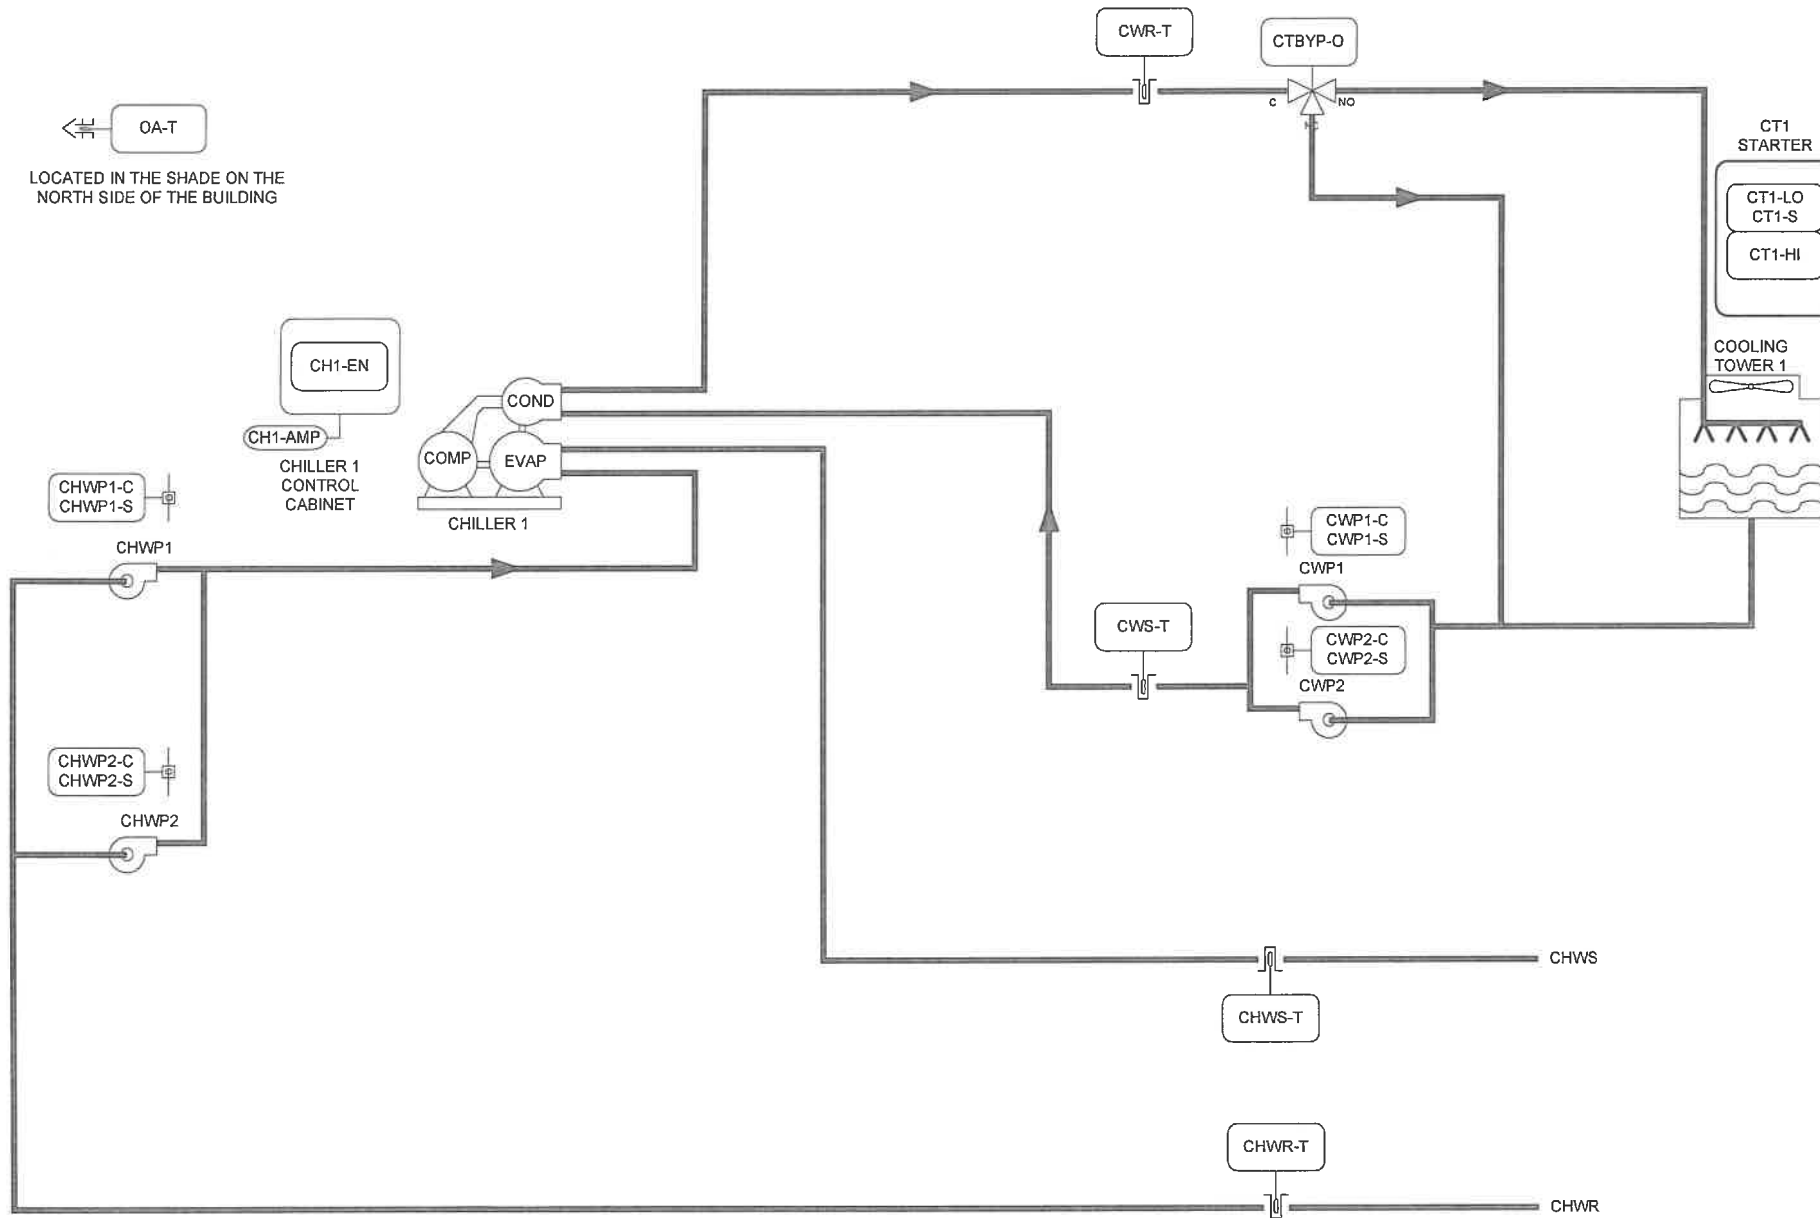 CWR-T
CTBYP-O
C
NO
NC
OA-T
LOCATED IN THE SHADE ON THE
NORTH SIDE OF THE BUILDING
CT1
STARTER
CT1-LO
CT1-S
CT1-HI
COOLING
TOWER 1
CH1-EN
CH1-AMP
CHILLER 1
CONTROL
CABINET
COND
COMP
EVAP
CHILLER 1
CHWP1-C
CHWP1-S
CHWP1
CWP1-C
CWP1-S
CWP1
CWS-T
CWP2-C
CWP2-S
CWP2
CHWP2-C
CHWP2-S
CHWP2
CHWS
CHWS-T
CHWR-T
CHWR